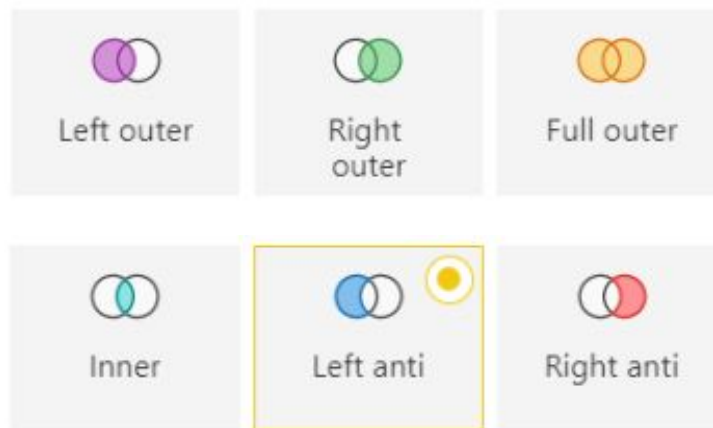 Left outer
Right
outer
Full outer
Inner
Left anti
Right anti